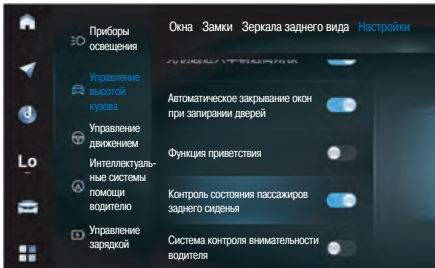 Окна Замки Зеркала заднего вида Настройки
Приборы
освещения
Управление
высотой
кузова
Управление
движением
Интеллектуаль-
ные системы
помощи
водителю
Управление
зарядкой
Lo
Автоматическое закрывание окон
при запирании дверей
Функция приветствия
Контроль состояния пассажиров
заднего сиденья
Система контроля внимательности
водителя